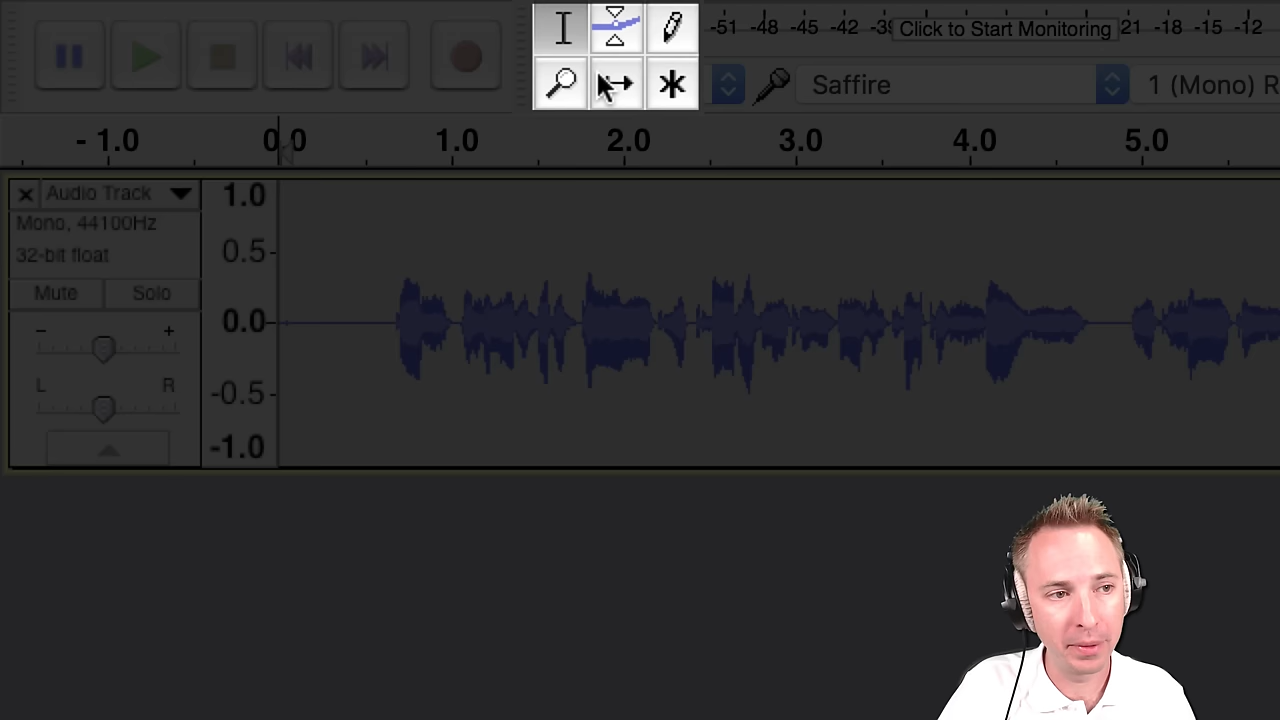 -51 -48 -45 -42 -39 Click to Start Monitoring 21 -18 -15 -12
Saffire 1 (Mono) R
- 1.0 0.0 1.0 2.0 3.0 4.0 5.0
Audio Track
Mono, 44100Hz
32-bit float
Mute Solo
- +
L R
1.0
0.5
0.0
-0.5
-1.0